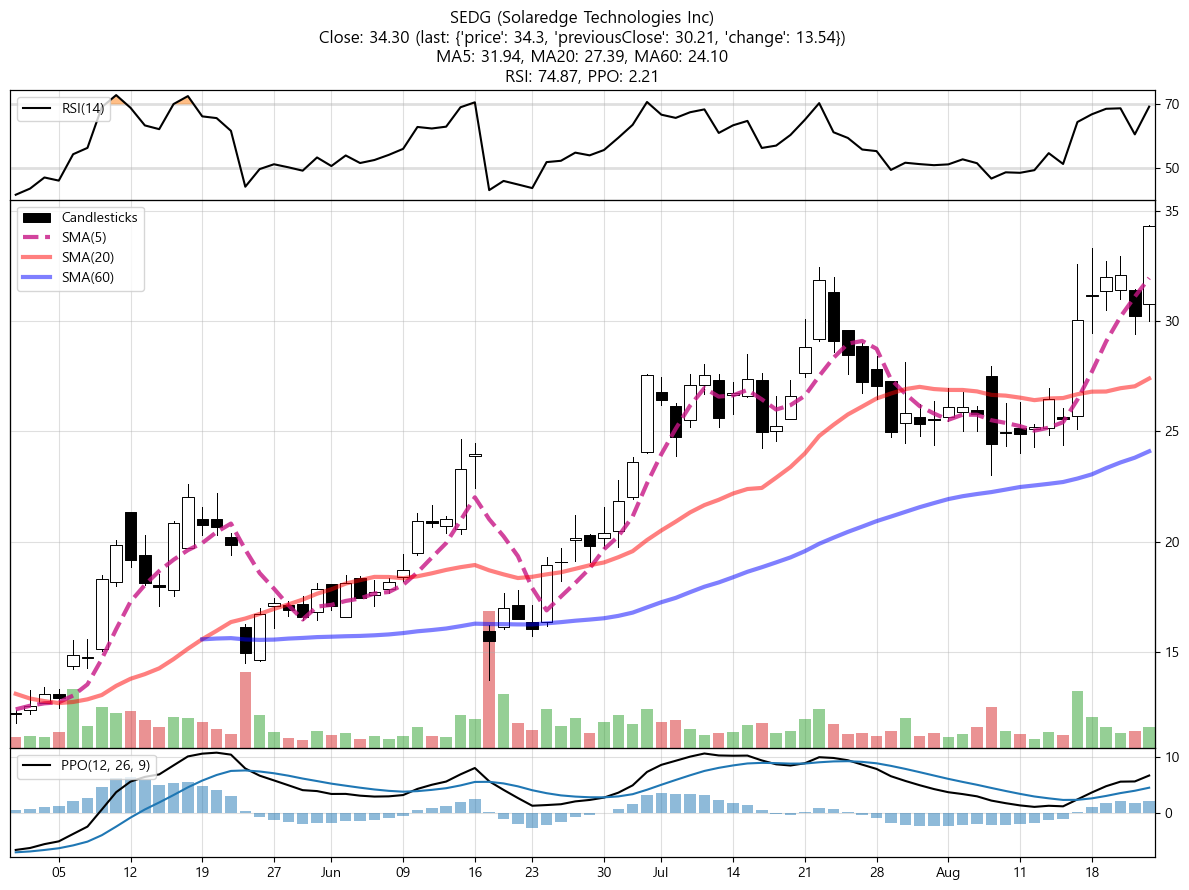 SEDG (Solaredge Technologies Inc)
Close: 34.30 (last: {'price': 34.3, 'previousClose': 30.21, 'change': 13.54})
MA5: 31.94, MA20: 27.39, MA60: 24.10
RSI: 74.87, PPO: 2.21
RSI(14)
70
50
Candlesticks
SMA(5)
SMA(20)
SMA(60)
35
30
25
20
15
PPO(12, 26, 9)
10
0
05 12 19 27 Jun 09 16 23 30 Jul 14 21 28 Aug 11 18